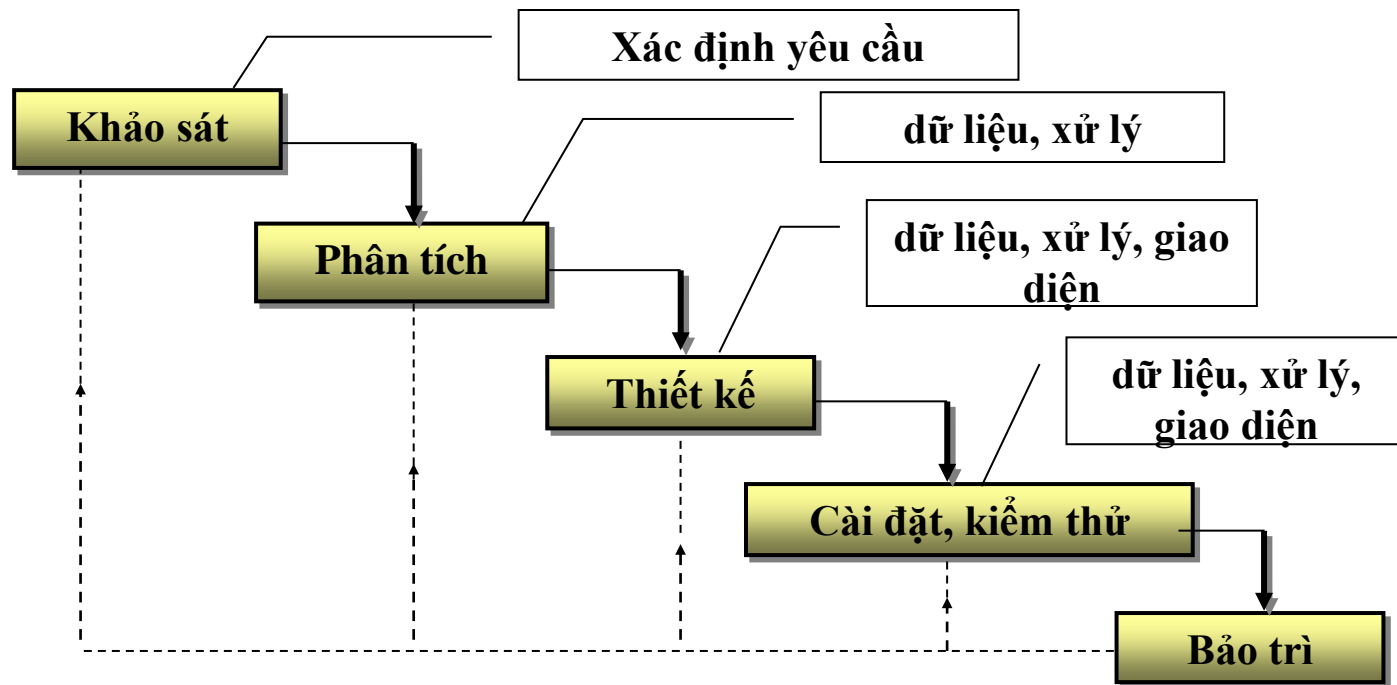 Xác định yêu cầu
Khảo sát
dữ liệu, xử lý
Phân tích
dữ liệu, xử lý, giao
diện
Thiết kế
dữ liệu, xử lý,
giao diện
Cài đặt, kiểm thử
Bảo trì